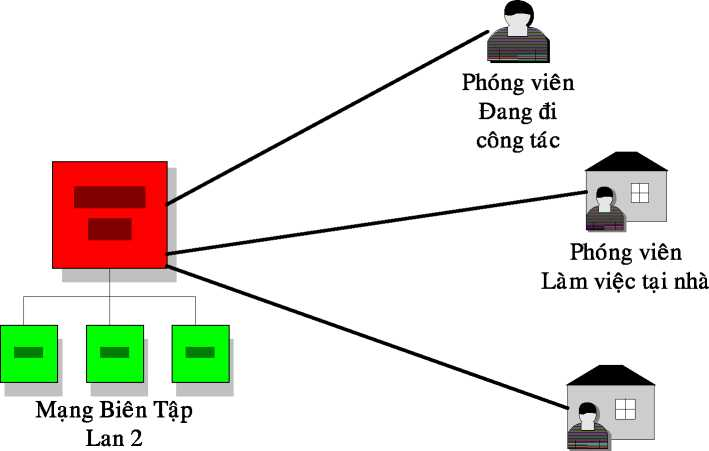 Phóng viên
Đang đi
công tác
Phóng viên
Làm việc tại nhà
Mạng Biên Tập
Lan 2